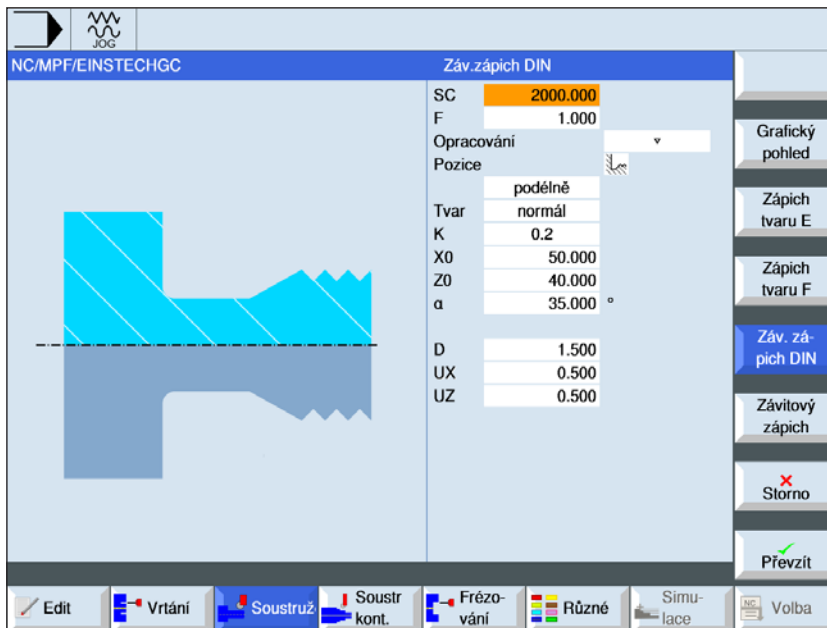 JOG
NC/MPF/EINSTECHGC
Záv.zápich DIN
SC 2000.000
F 1.000
Opracování ▿
Pozice
podélně
Tvar normál
K 0.2
X0 50.000
Z0 40.000
α 35.000 °
D 1.500
UX 0.500
UZ 0.500
Grafický
pohled
Zápich
tvaru E
Zápich
tvaru F
Záv. zá-
pich DIN
Závitový
zápich
Storno
Převzít
Edit
Vrtání
Soustruž
Soustr
kont.
Frézo-
vání
Různé
Simu-
lace
NC
Volba